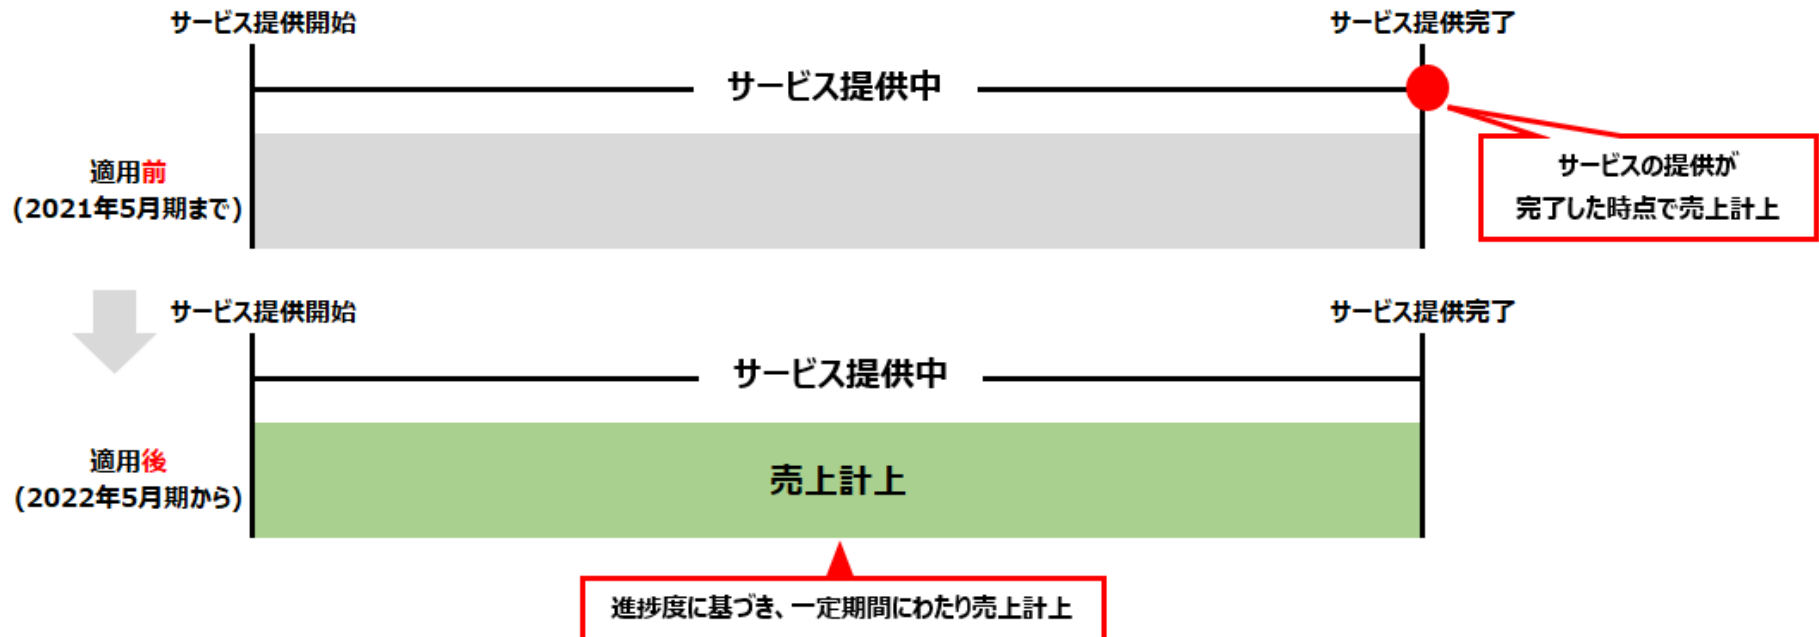 サービス提供開始
サービス提供完了
サービス提供中
適用前
(2021年5月期まで)
サービスの提供が
完了した時点で売上計上
サービス提供開始
サービス提供完了
サービス提供中
適用後
(2022年5月期から)
売上計上
進捗度に基づき、一定期間にわたり売上計上